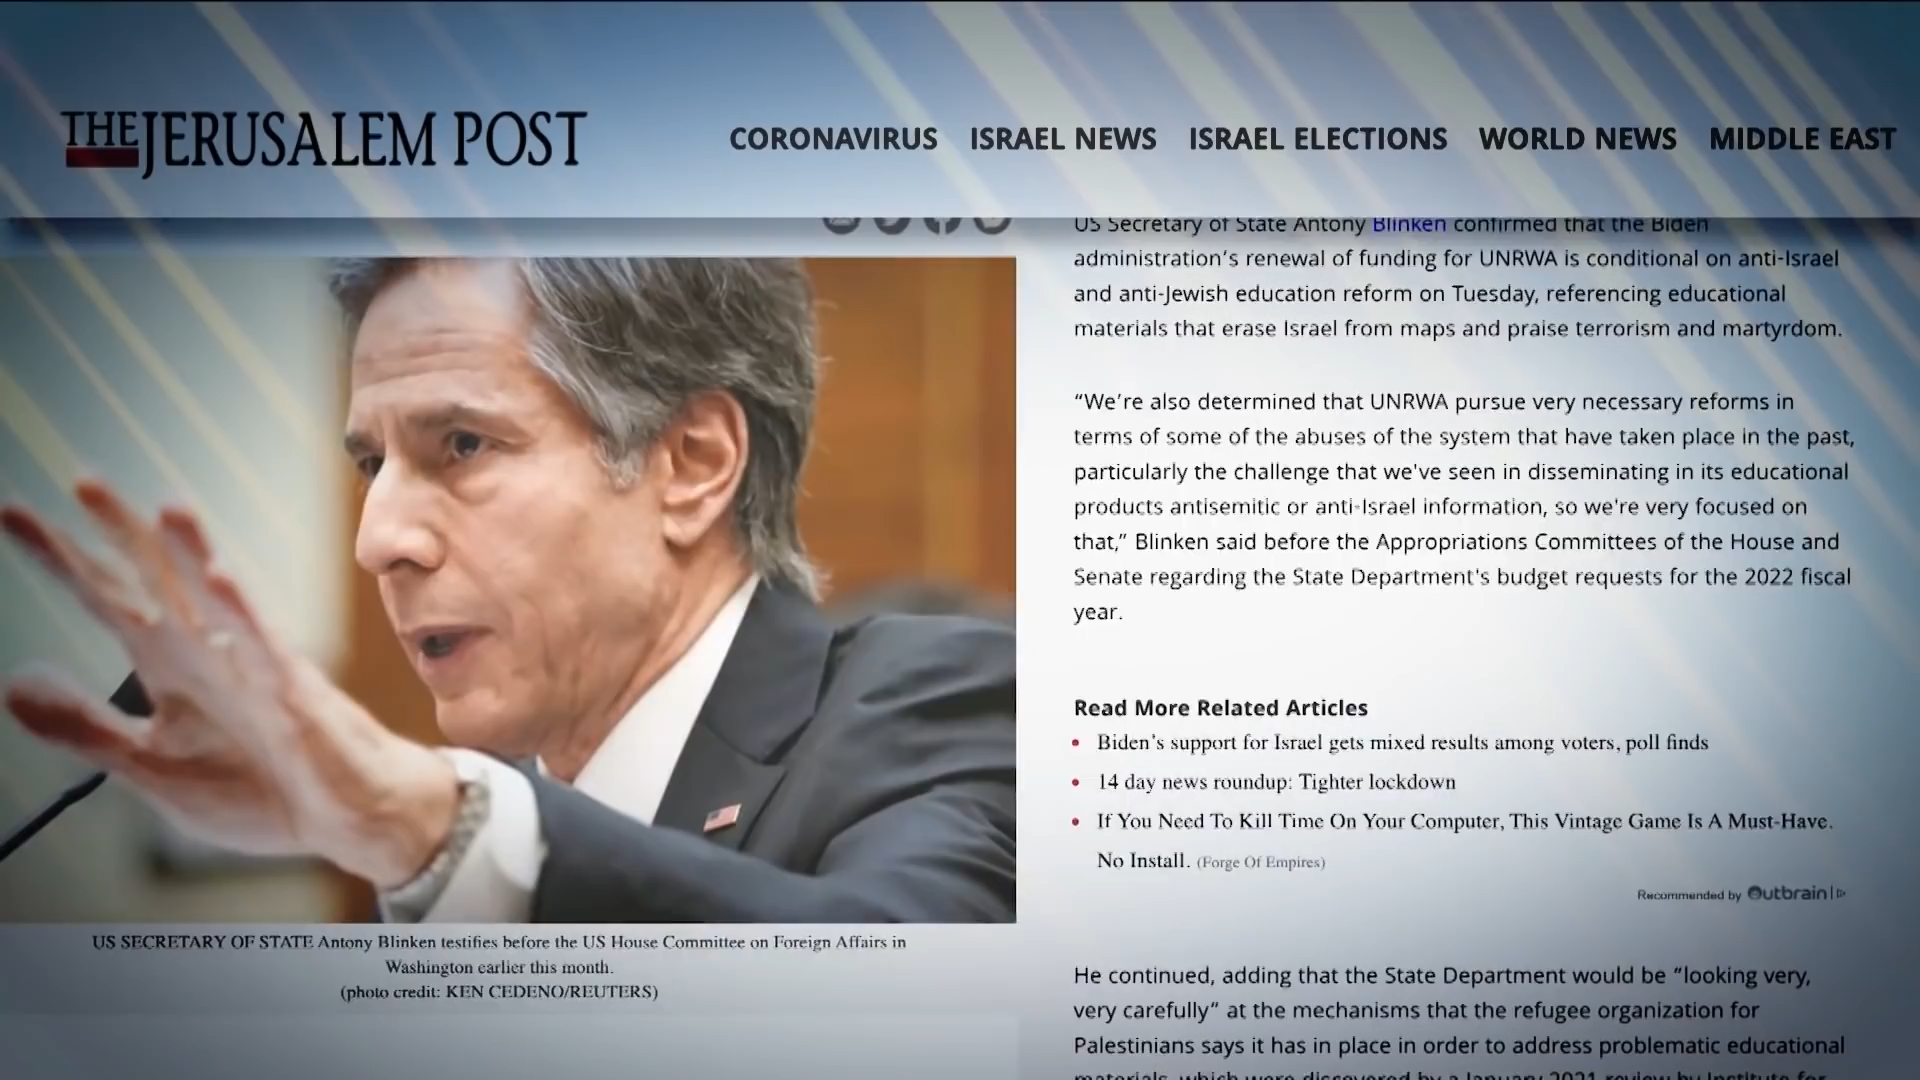 THE JERUSALEM POST
CORONAVIRUS ISRAEL NEWS ISRAEL ELECTIONS WORLD NEWS MIDDLE EAST
US SECRETARY OF STATE Antony Blinken testifies before the US House Committee on Foreign Affairs in
Washington earlier this month.
(photo credit: KEN CEDENO/REUTERS)
US Secretary of State Antony Blinken confirmed that the Biden
administration's renewal of funding for UNRWA is conditional on anti-Israel
and anti-Jewish education reform on Tuesday, referencing educational
materials that erase Israel from maps and praise terrorism and martyrdom.
“We're also determined that UNRWA pursue very necessary reforms in
terms of some of the abuses of the system that have taken place in the past,
particularly the challenge that we've seen in disseminating in its educational
products antisemitic or anti-Israel information, so we're very focused on
that,” Blinken said before the Appropriations Committees of the House and
Senate regarding the State Department's budget requests for the 2022 fiscal
year.
Read More Related Articles
• Biden's support for Israel gets mixed results among voters, poll finds
• 14 day news roundup: Tighter lockdown
• If You Need To Kill Time On Your Computer, This Vintage Game Is A Must-Have.
No Install. (Forge Of Empires)
Recommended by Outbrain
He continued, adding that the State Department would be “looking very,
very carefully” at the mechanisms that the refugee organization for
Palestinians says it has in place in order to address problematic educational
materials, which were discovered by a January 2021 review by Institute for